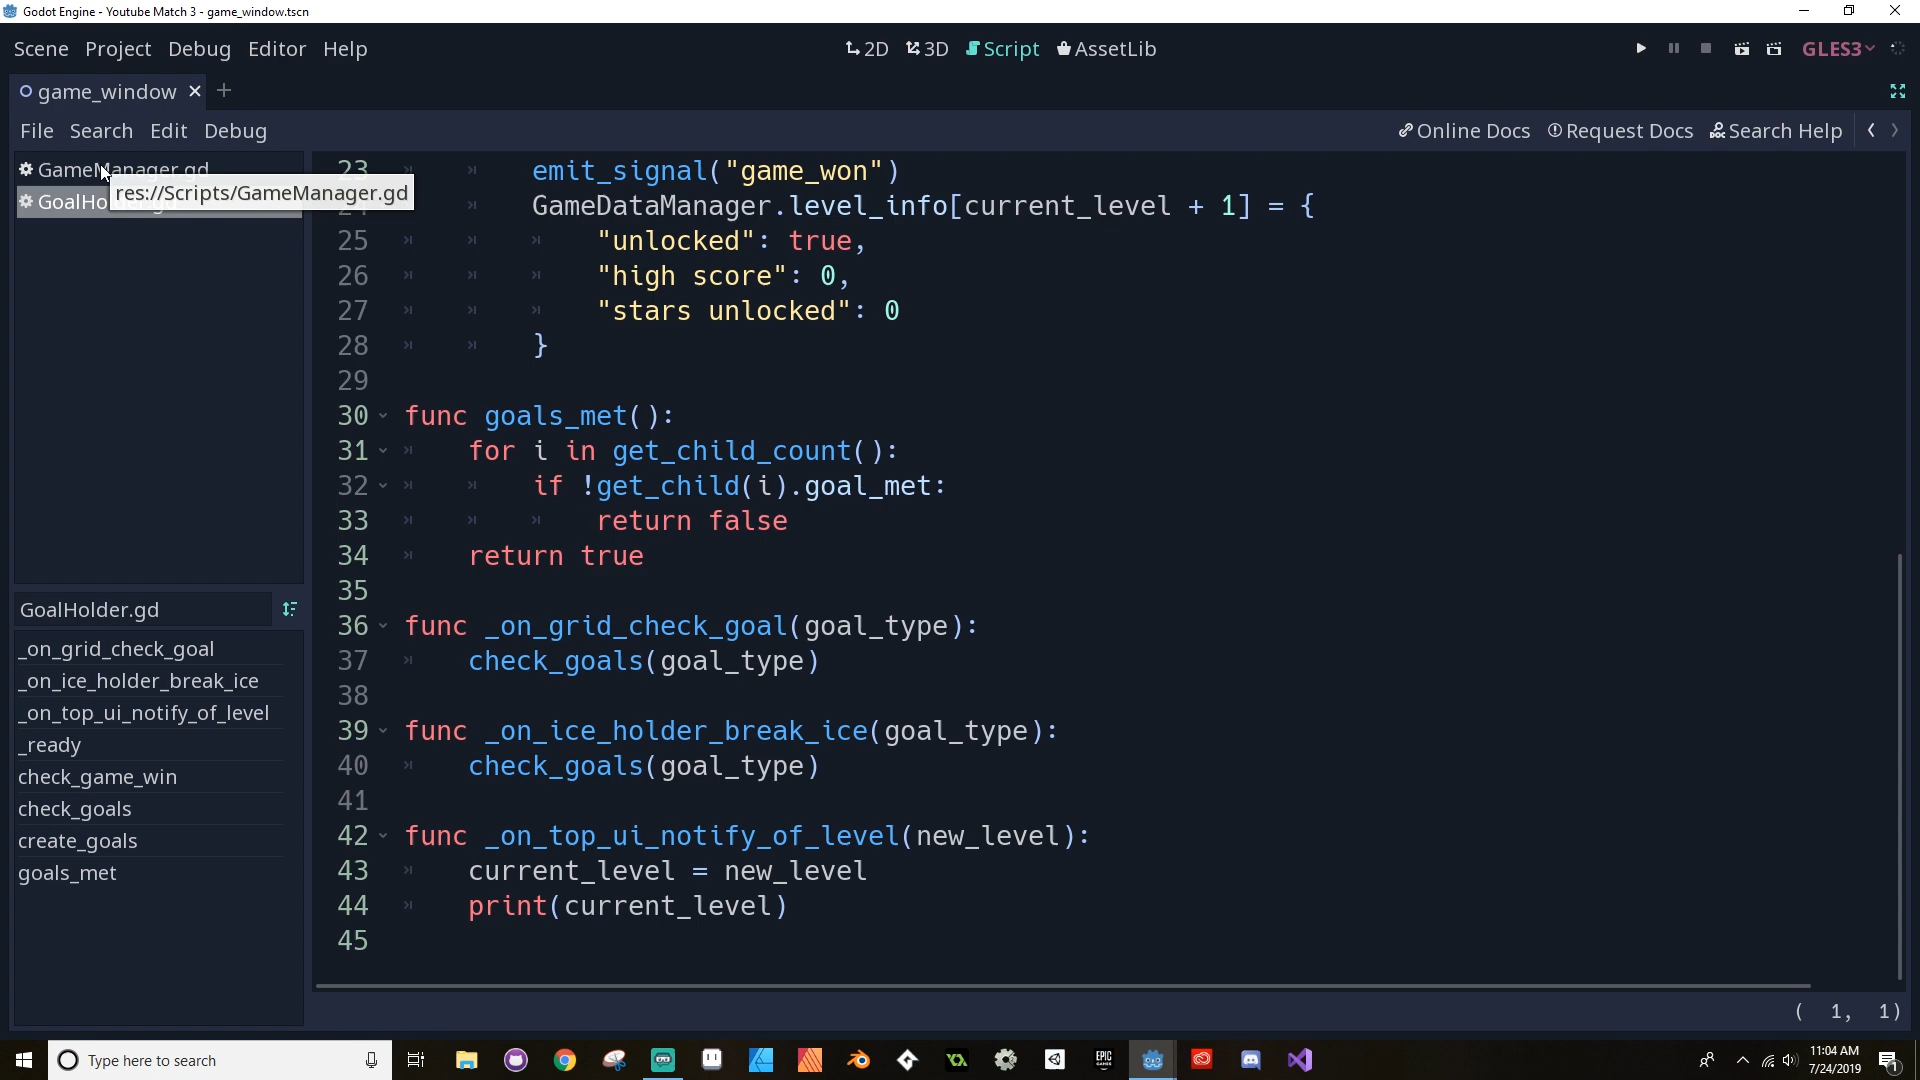 Godot Engine - Youtube Match 3 - game_window.tscn
Scene Project Debug Editor Help
2D 3D Script AssetLib
GLES3
game_window
File Search Edit Debug
Online Docs Request Docs Search Help
GameManager.gd
res://Scripts/GameManager.gd
GoalHolder.gd
_on_grid_check_goal
_on_ice_holder_break_ice
_on_top_ui_notify_of_level
_ready
check_game_win
check_goals
create_goals
goals_met
23 emit_signal("game_won")
GameDataManager.level_info[current_level + 1] = {
25 "unlocked": true,
26 "high score": 0,
27 "stars unlocked": 0
28 }
29
30 func goals_met():
31 for i in get_child_count():
32 if !get_child(i).goal_met:
33 return false
34 return true
35
36 func _on_grid_check_goal(goal_type):
37 check_goals(goal_type)
38
39 func _on_ice_holder_break_ice(goal_type):
40 check_goals(goal_type)
41
42 func _on_top_ui_notify_of_level(new_level):
43 current_level = new_level
44 print(current_level)
45
( 1, 1)
Type here to search
EPIC GAMES
11:04 AM
7/24/2019
1